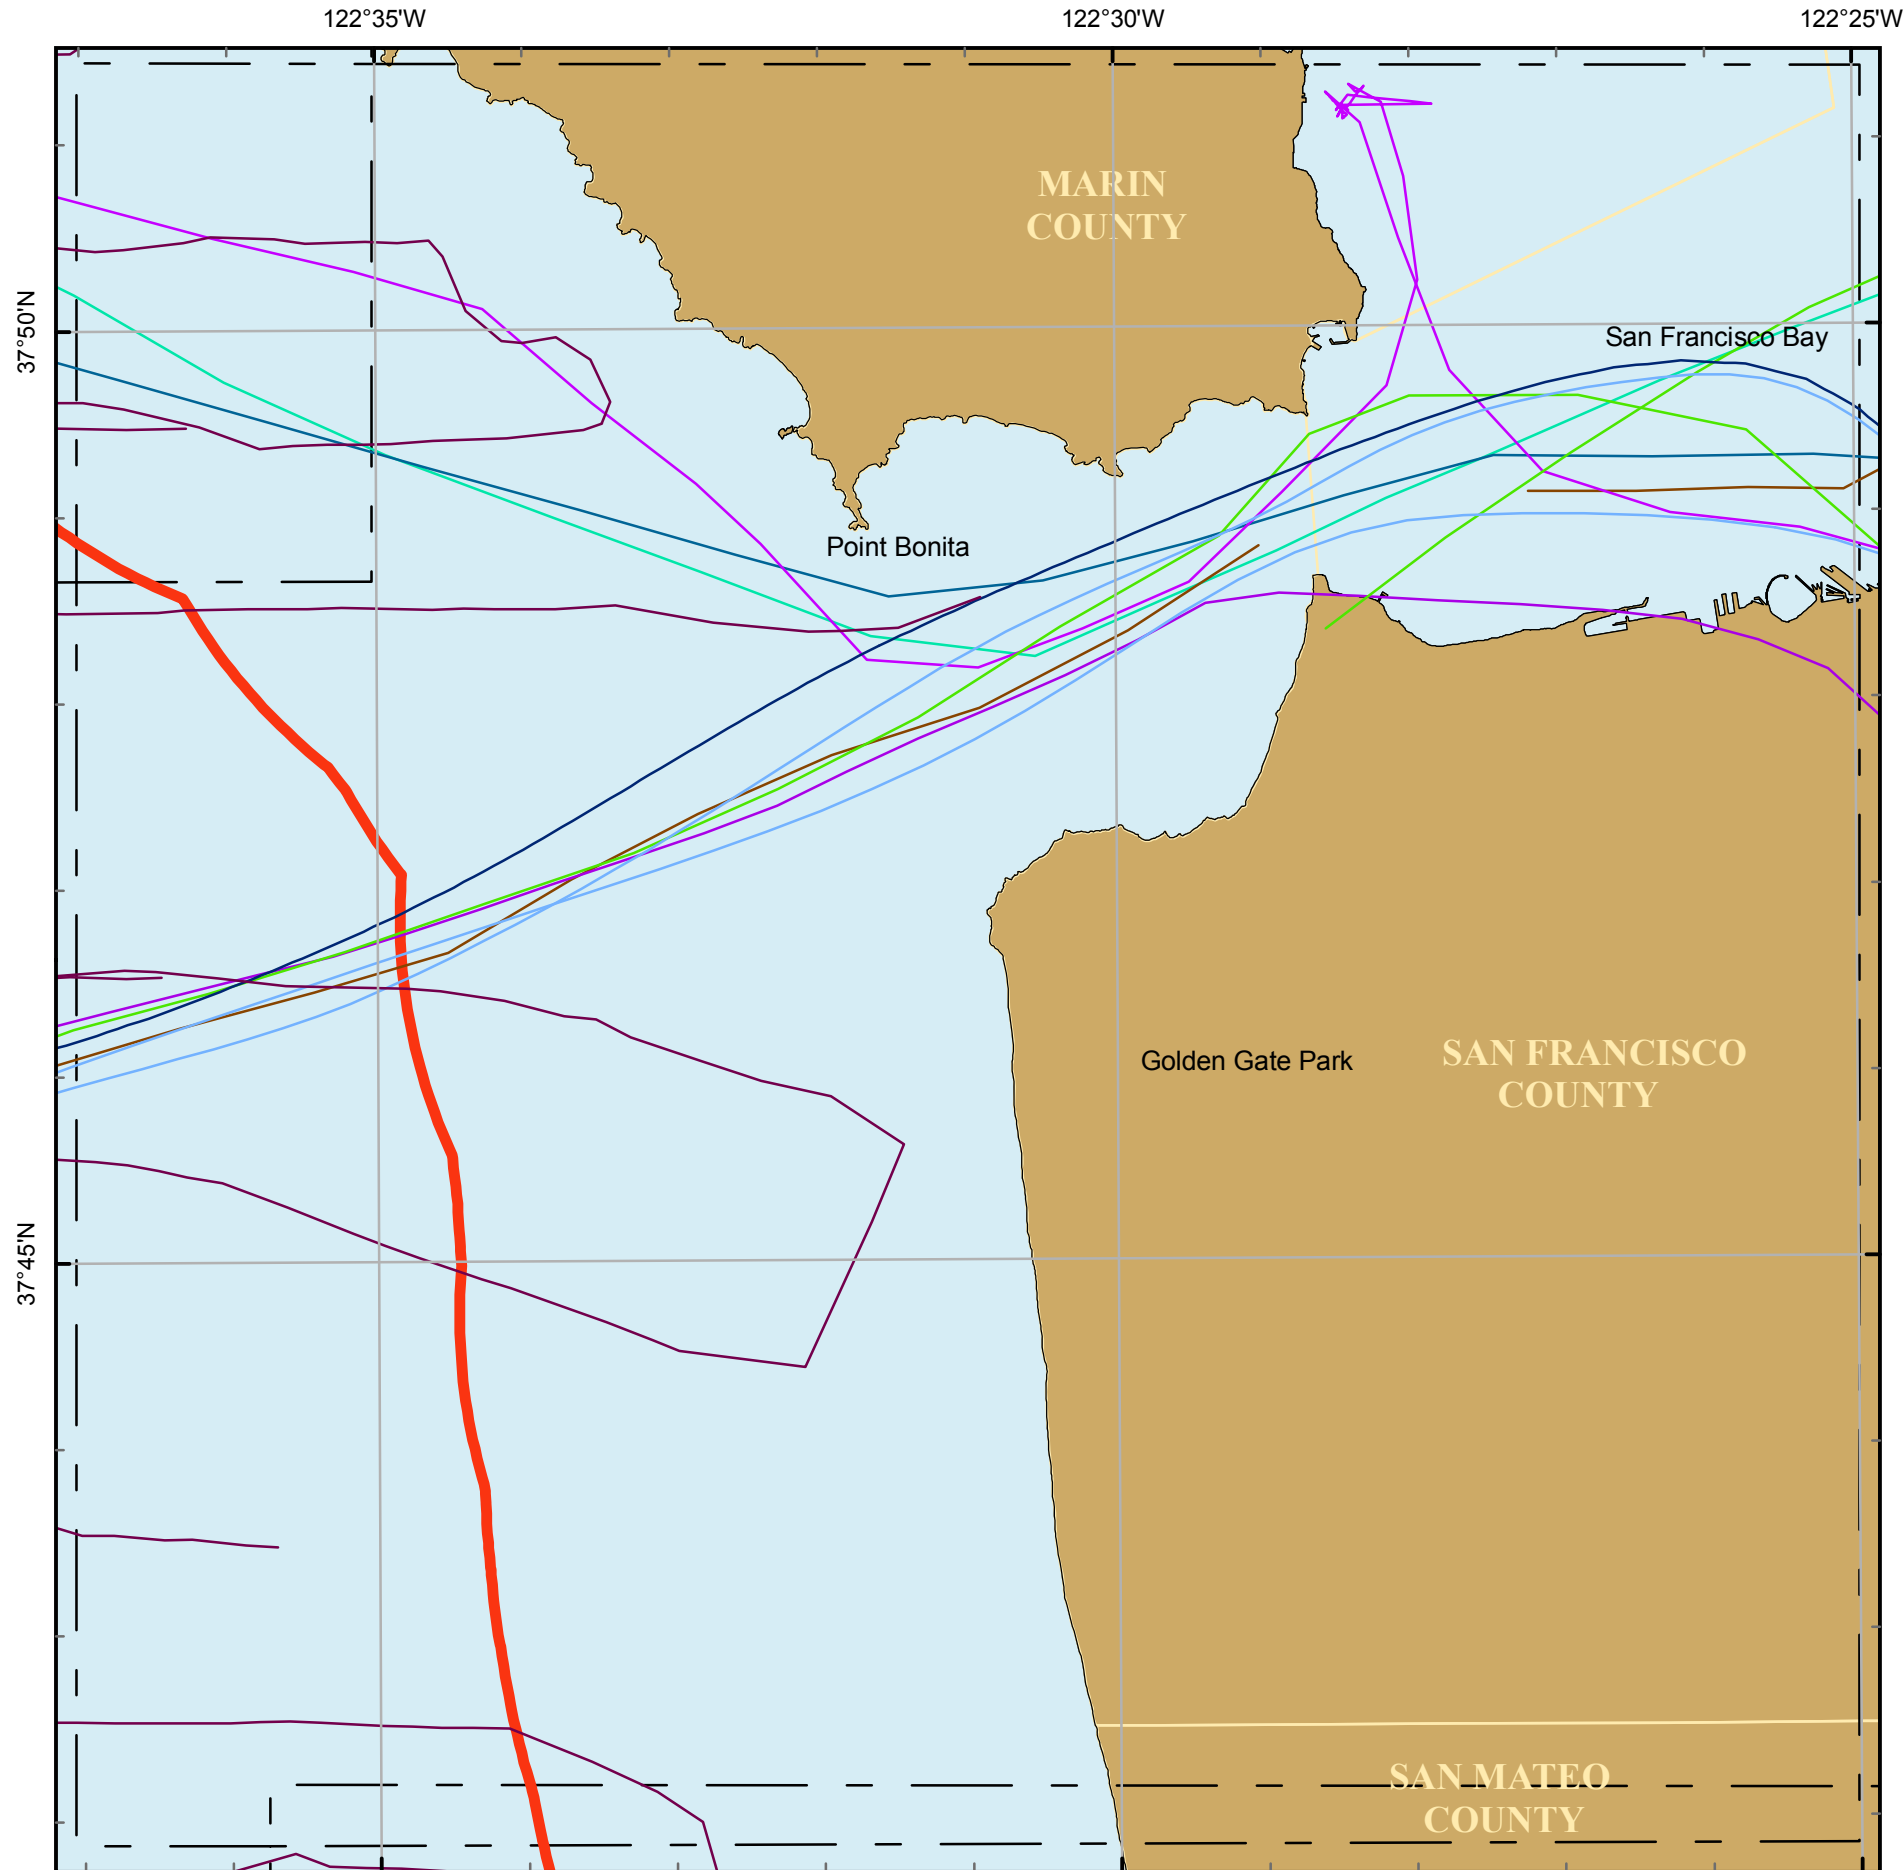 122°35'W
122°30'W
122°25'W
MARIN
COUNTY
37°50'N
San Francisco Bay
Point Bonita
Golden Gate Park
SAN FRANCISCO
COUNTY
37°45'N
SAN MATEO
COUNTY